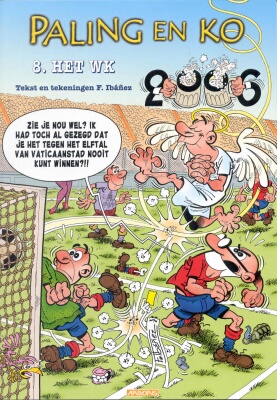 PALING EN KO
8. HET WK
2006
Tekst en tekeningen F. Ibáñez
ZIE JE NOU WEL? IK
HAD TOCH AL GEZEGD DAT
JE HET TEGEN HET ELFTAL
VAN VATICAANSTAD NOOIT
KUNT WINNEN!!